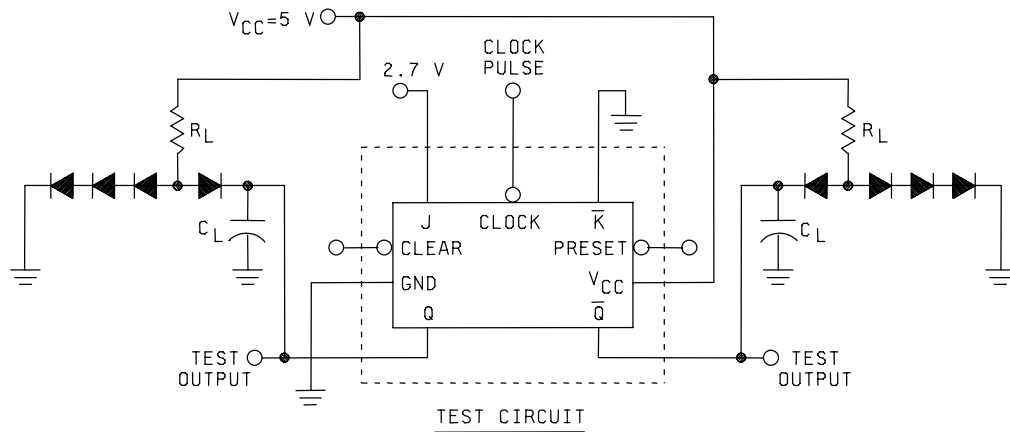 V_CC=5 V
CLOCK
PULSE
2.7 V
R_L
R_L
J
CLOCK
K̅
C_L
C_L
CLEAR
PRESET
GND
V_CC
Q
Q̅
TEST
OUTPUT
TEST
OUTPUT
TEST CIRCUIT